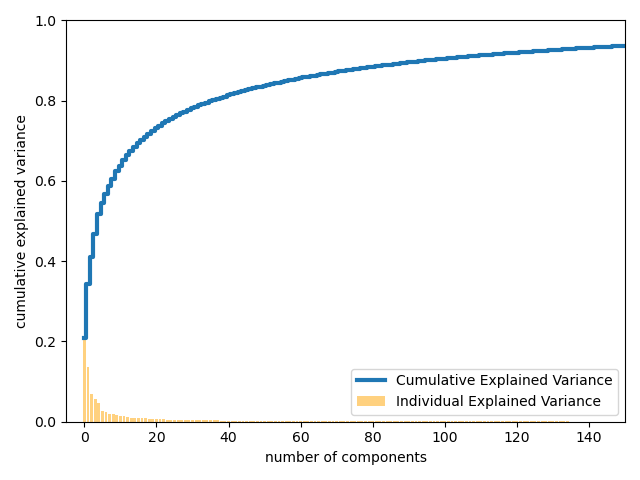 1.0
0.8
0.6
0.4
0.2
0.0
cumulative explained variance
0 20 40 60 80 100 120 140
number of components
Cumulative Explained Variance
Individual Explained Variance